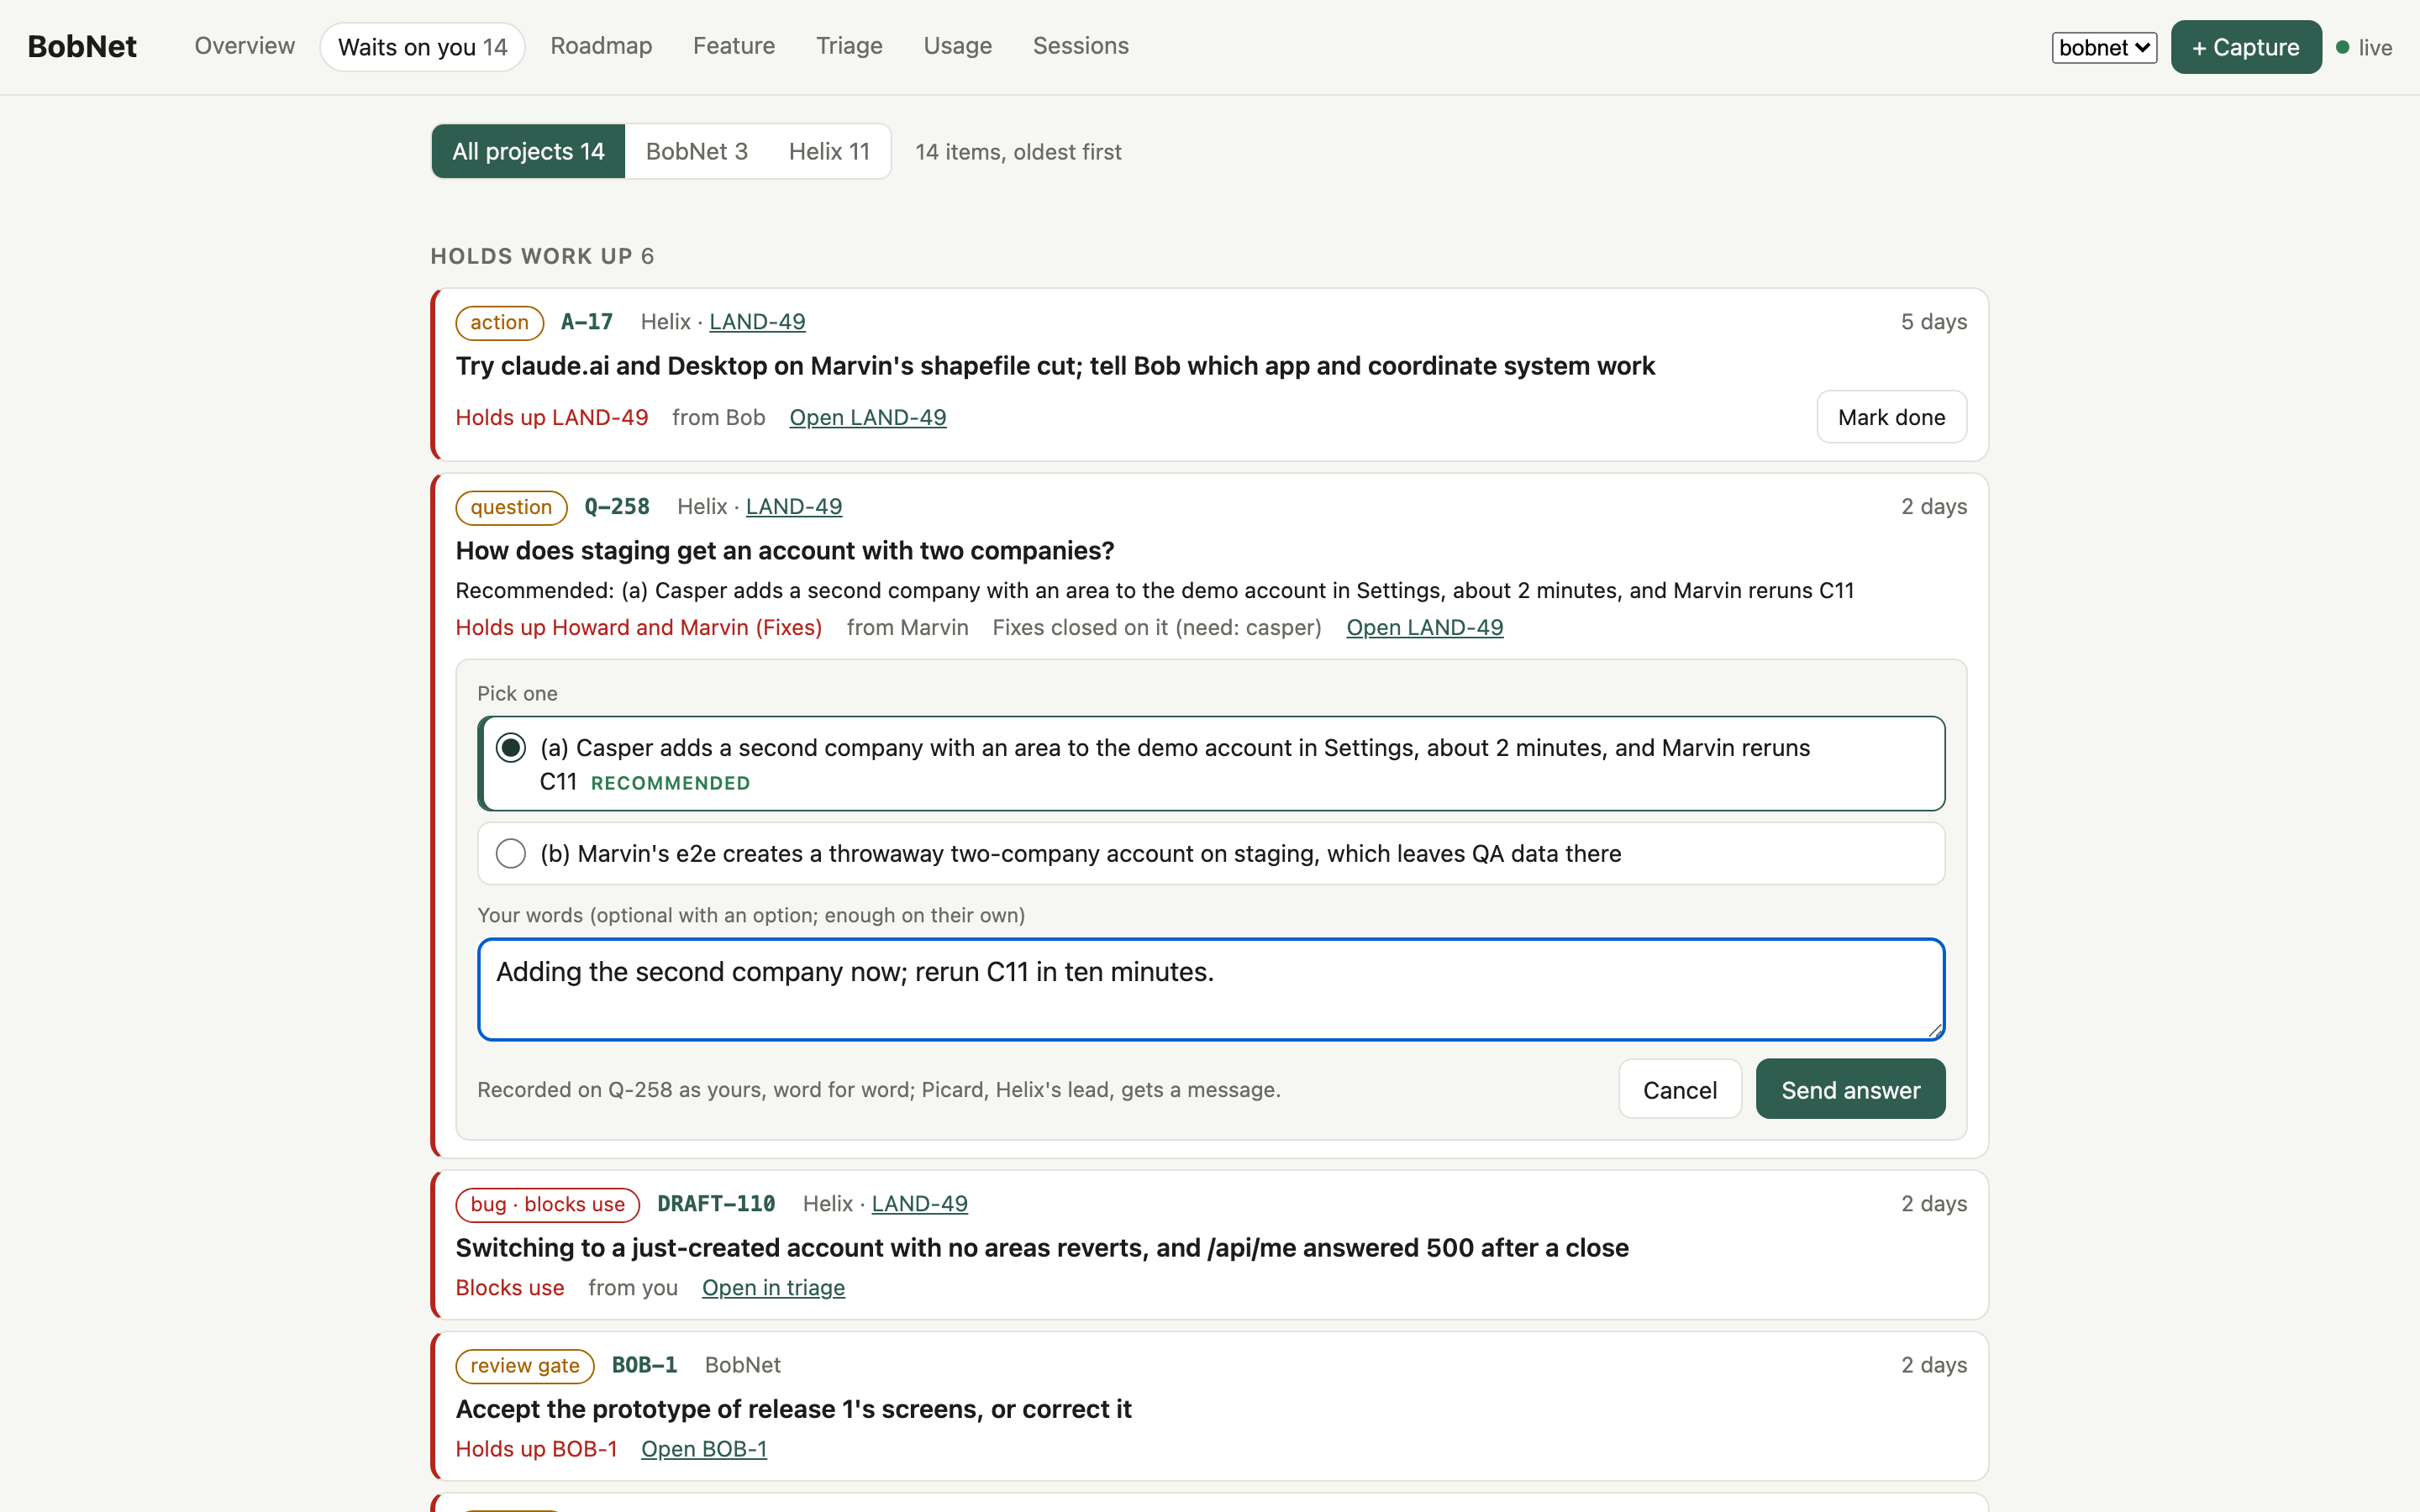 BobNet
Overview
Waits on you 14
Roadmap
Feature
Triage
Usage
Sessions
bobnet
+ Capture
live
All projects 14
BobNet 3
Helix 11
14 items, oldest first
HOLDS WORK UP 6
action A-17 Helix · LAND-49 5 days
Try claude.ai and Desktop on Marvin's shapefile cut; tell Bob which app and coordinate system work
Holds up LAND-49 from Bob Open LAND-49 Mark done
question Q-258 Helix · LAND-49 2 days
How does staging get an account with two companies?
Recommended: (a) Casper adds a second company with an area to the demo account in Settings, about 2 minutes, and Marvin reruns C11
Holds up Howard and Marvin (Fixes) from Marvin Fixes closed on it (need: casper) Open LAND-49
Pick one
(a) Casper adds a second company with an area to the demo account in Settings, about 2 minutes, and Marvin reruns
C11 RECOMMENDED
(b) Marvin's e2e creates a throwaway two-company account on staging, which leaves QA data there
Your words (optional with an option; enough on their own)
Adding the second company now; rerun C11 in ten minutes.
Recorded on Q-258 as yours, word for word; Picard, Helix's lead, gets a message. Cancel Send answer
bug · blocks use DRAFT-110 Helix · LAND-49 2 days
Switching to a just-created account with no areas reverts, and /api/me answered 500 after a close
Blocks use from you Open in triage
review gate BOB-1 BobNet 2 days
Accept the prototype of release 1's screens, or correct it
Holds up BOB-1 Open BOB-1